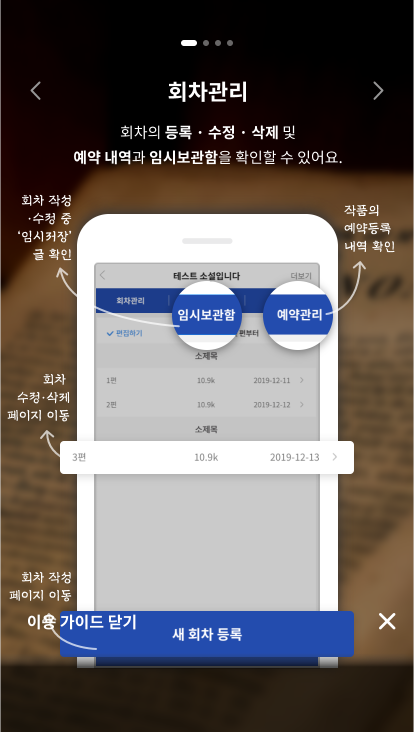 회차관리
회차의 등록 · 수정 · 삭제 및
예약 내역과 임시보관함을 확인할 수 있어요.
회차 작성
·수정 중
'임시저장'
글 확인
작품의
예약등록
내역 확인
테스트 소설입니다
더보기
회차관리
임시보관함
예약관리
편집하기
편부터
소제목
1편 10.9k 2019-12-11
2편 10.9k 2019-12-12
소제목
회차
수정·삭제
페이지 이동
3편 10.9k 2019-12-13
회차 작성
페이지 이동
이용 가이드 닫기
새 회차 등록